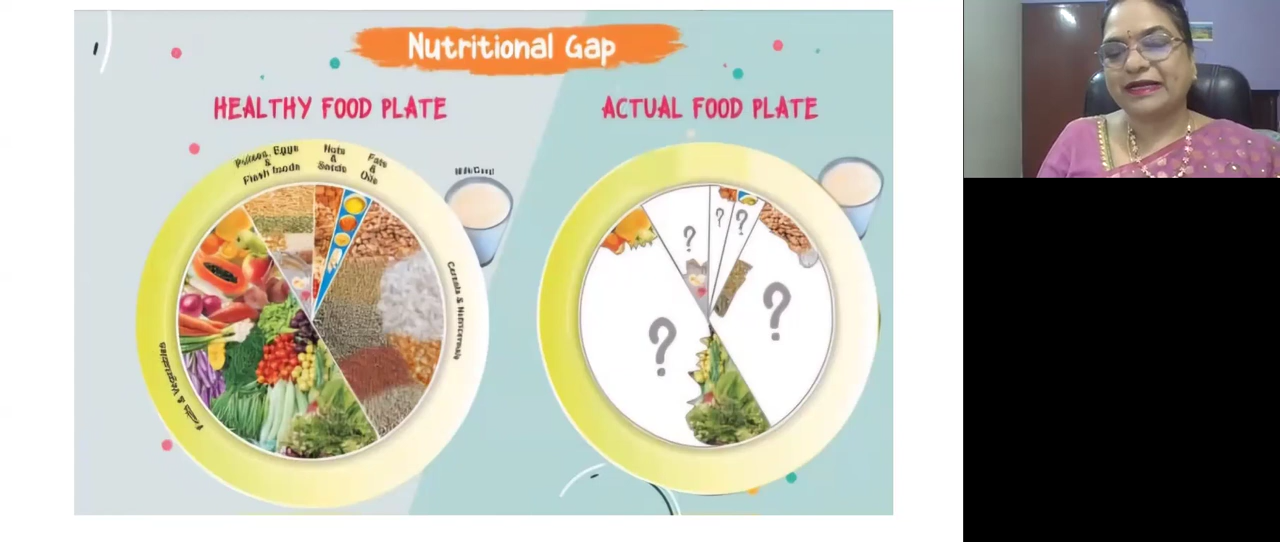 Nutritional Gap
HEALTHY FOOD PLATE
ACTUAL FOOD PLATE
Pulses, Eggs
&
Flesh foods
Nuts
&
Seeds
Fats
&
Oils
Milk/Curd
Cereals &
Fruits & Vegetables
?
?
?
?
?